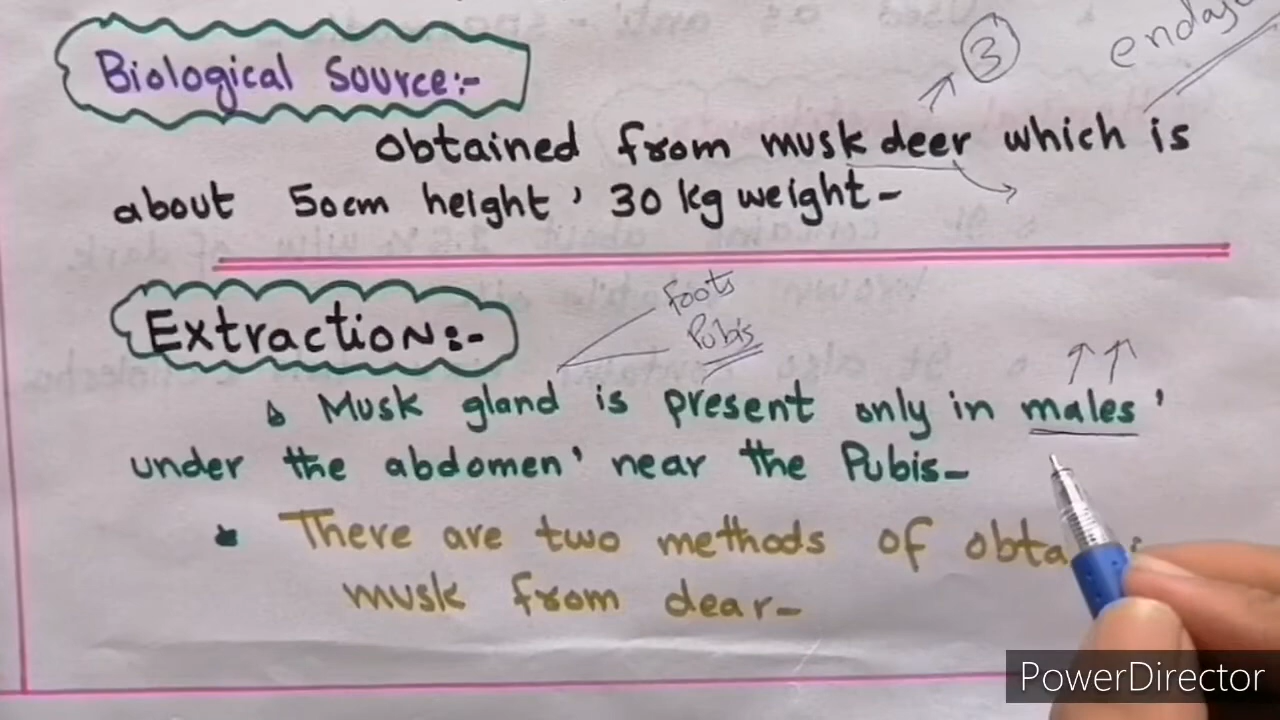 ③ endago
Biological Source:-
Obtained from musk deer which is
about 50cm height, 30 kg weight-
Foots
Extraction:- Pubis
Musk gland is present only in males,
under the abdomen, near the Pubis-
There are two methods of obta
musk from dear-
PowerDirector